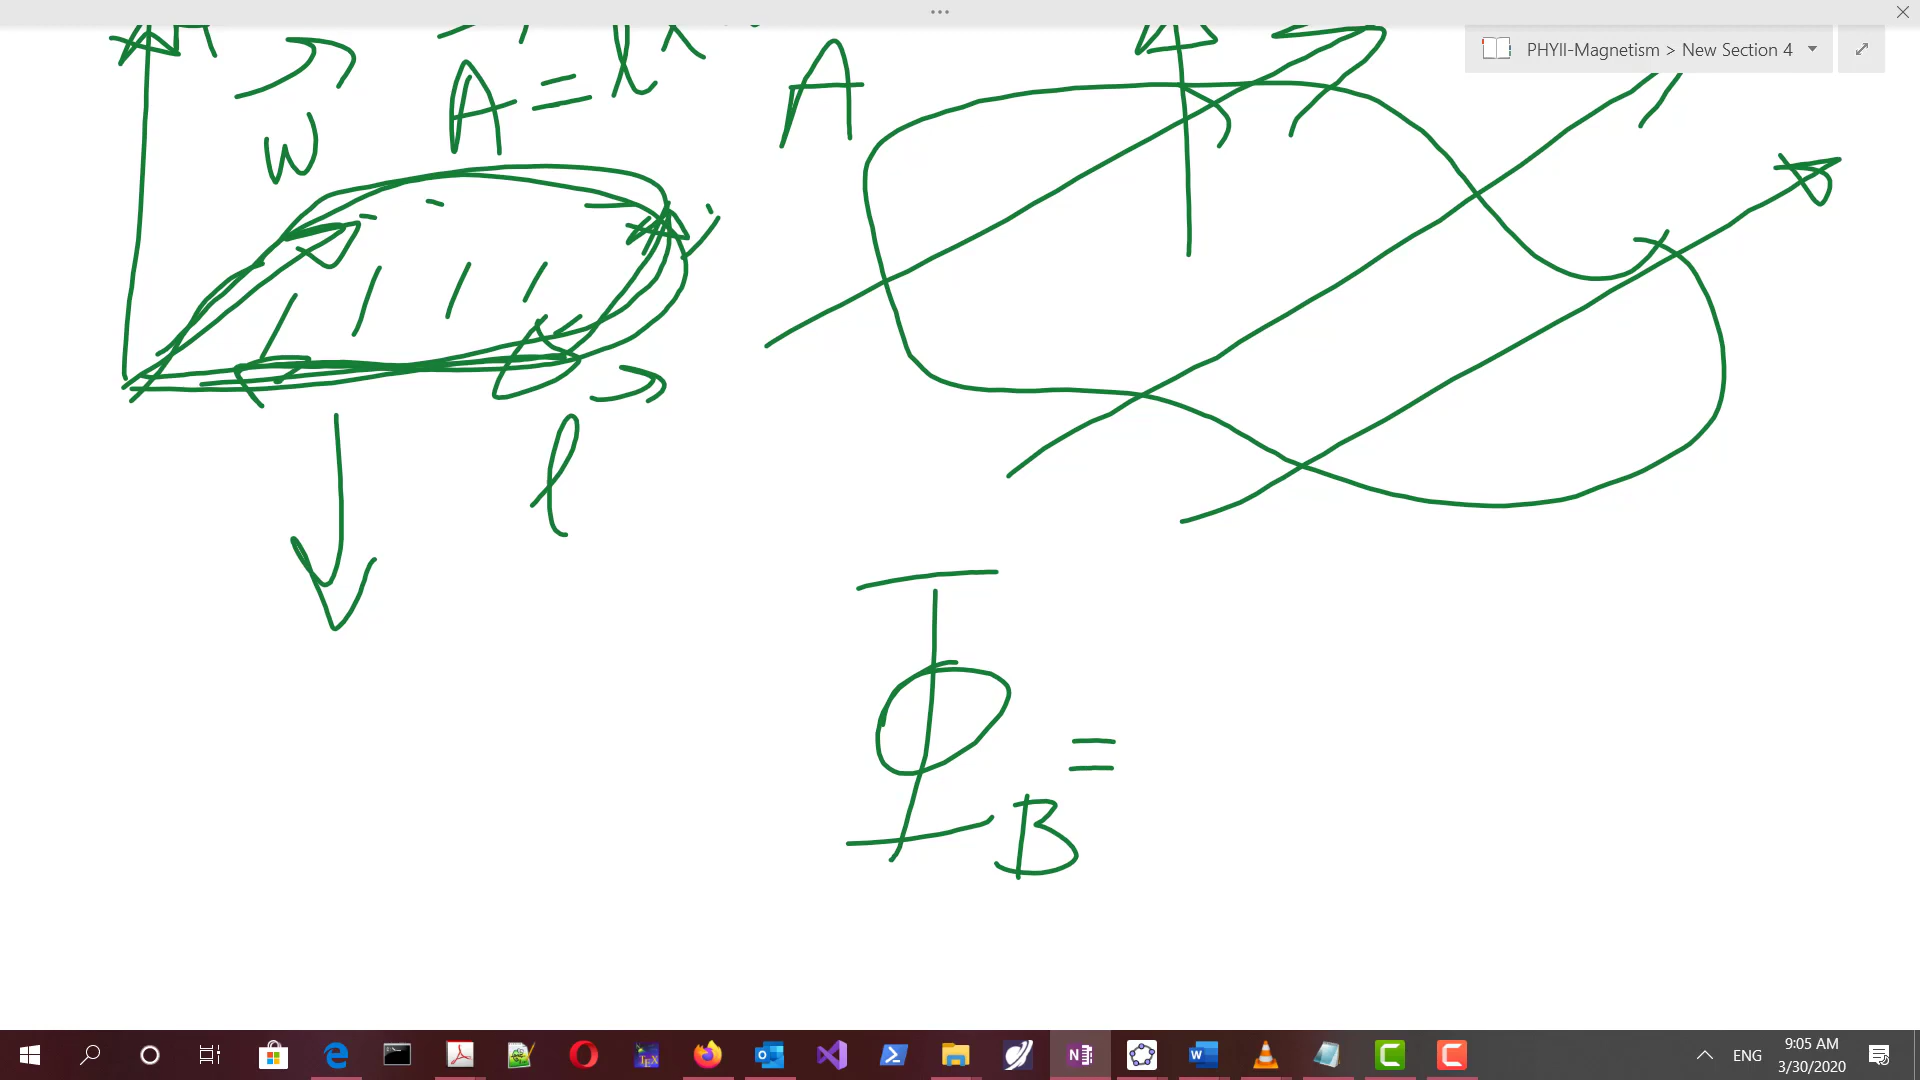 PHYII-Magnetism > New Section 4
A = l x
A
w
l
Φ_B =
ENG
9:05 AM
3/30/2020